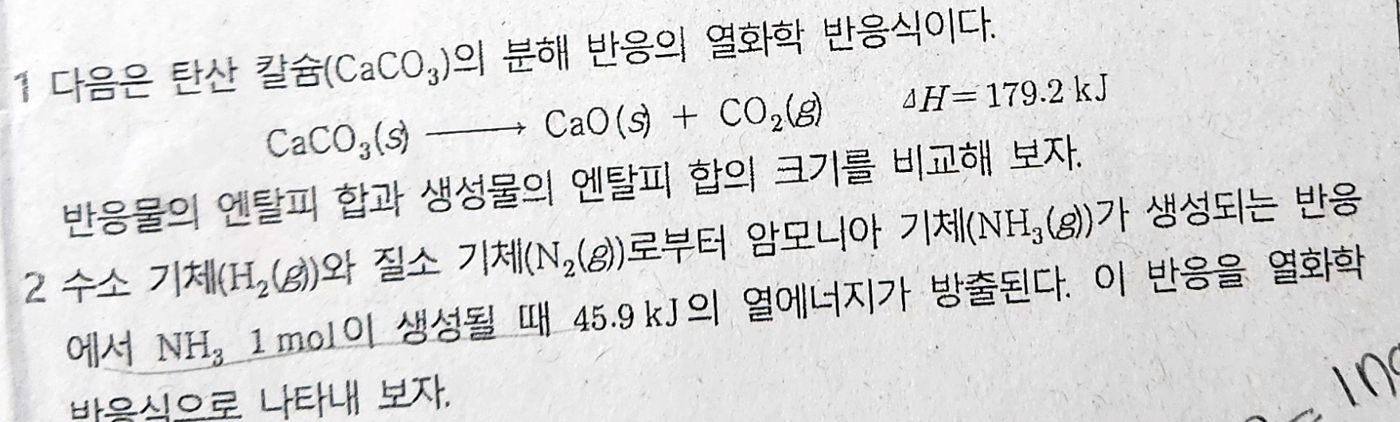 1 다음은 탄산 칼슘(CaCO₃)의 분해 반응의 열화학 반응식이다.
CaCO₃(s) ⟶ CaO(s) + CO₂(g) ΔH=179.2 kJ
반응물의 엔탈피 합과 생성물의 엔탈피 합의 크기를 비교해 보자.
2 수소 기체(H₂(g))와 질소 기체(N₂(g))로부터 암모니아 기체(NH₃(g))가 생성되는 반응
에서 NH₃ 1 mol이 생성될 때 45.9 kJ의 열에너지가 방출된다. 이 반응을 열화학
반응식으로 나타내 보자.